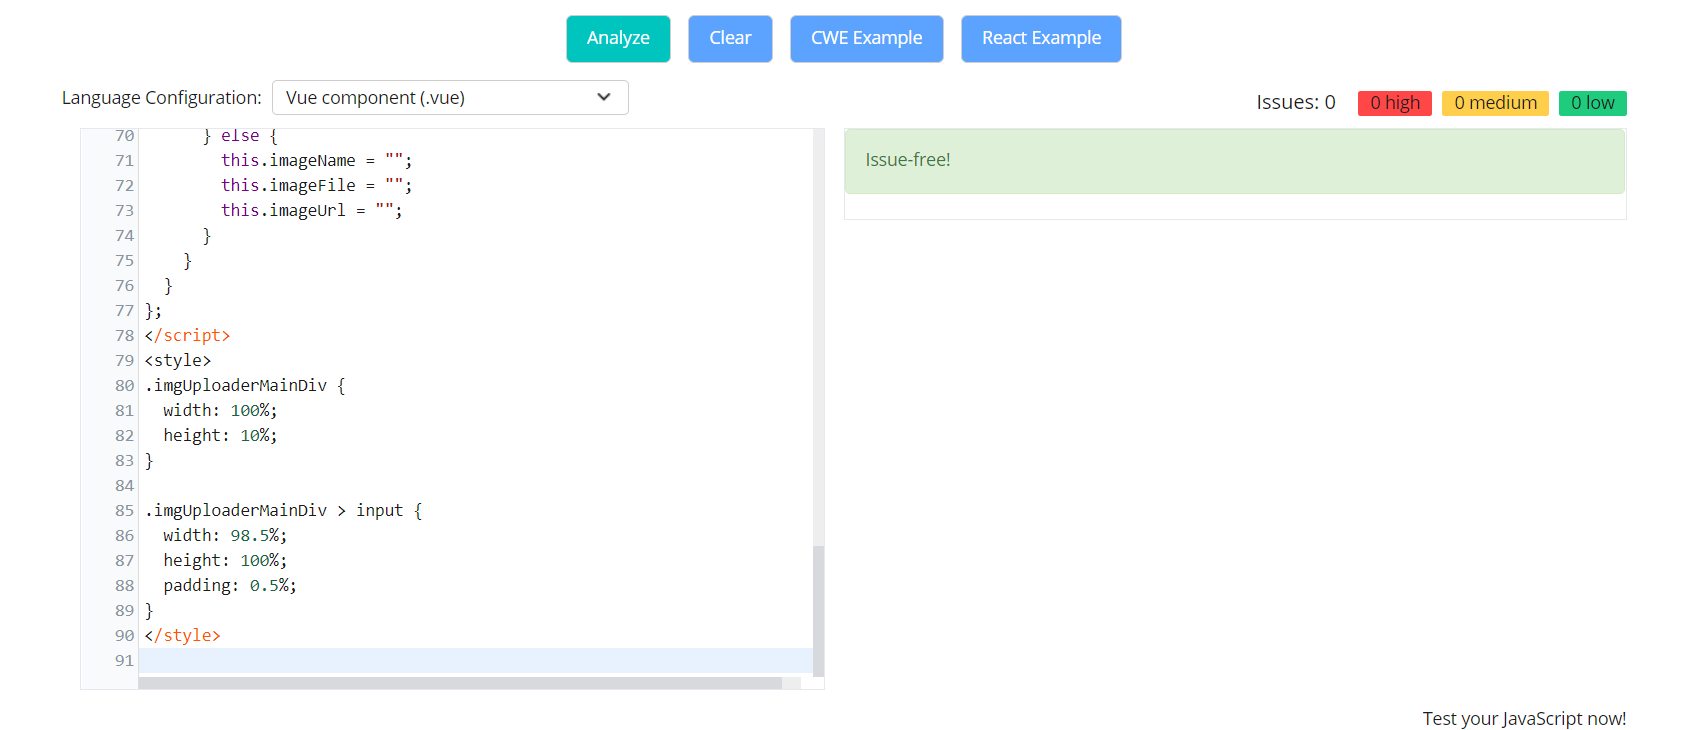 Analyze Clear CWE Example React Example
Language Configuration: Vue component (.vue)
Issues: 0 0 high 0 medium 0 low
70 } else {
71 this.imageName = "";
72 this.imageFile = "";
73 this.imageUrl = "";
74 }
75 }
76 }
77 };
78 </script>
79 <style>
80 .imgUploaderMainDiv {
81 width: 100%;
82 height: 10%;
83 }
84
85 .imgUploaderMainDiv > input {
86 width: 98.5%;
87 height: 100%;
88 padding: 0.5%;
89 }
90 </style>
91
Issue-free!
Test your JavaScript now!